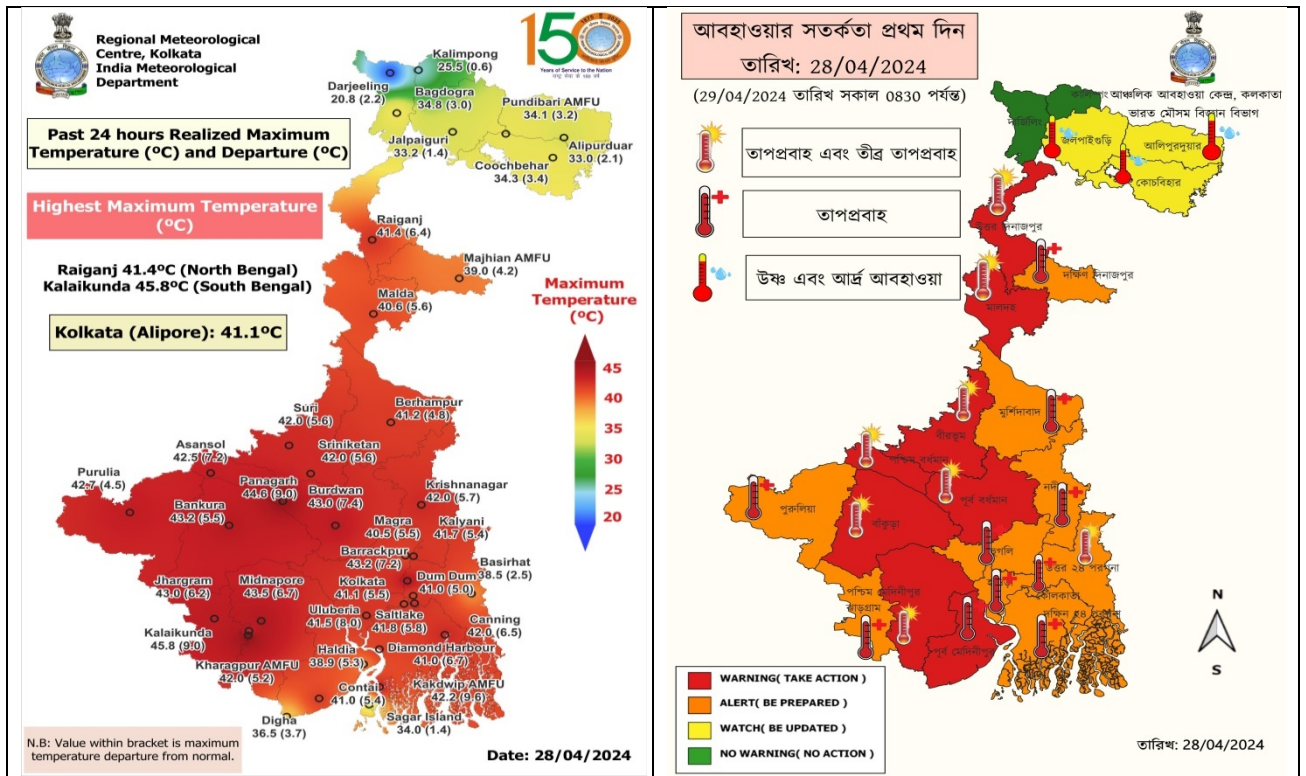 Regional Meteorological
Centre, Kolkata
India Meteorological
Department
150
Years of Service to the Nation
Past 24 hours Realized Maximum
Temperature (ºC) and Departure (ºC)
Highest Maximum Temperature
(ºC)
Raiganj 41.4ºC (North Bengal)
Kalaikunda 45.8ºC (South Bengal)
Kolkata (Alipore): 41.1ºC
Kalimpong
25.5 (0.6)
Darjeeling
20.8 (2.2)
Bagdogra
34.8 (3.0)
Pundibari AMFU
34.1 (3.2)
Jalpaiguri
33.2 (1.4)
Alipurduar
33.0 (2.1)
Coochbehar
34.3 (3.4)
Raiganj
41.4 (6.4)
Majhian AMFU
39.0 (4.2)
Malda
40.6 (5.6)
Maximum
Temperature
(ºC)
45
40
35
30
25
20
Suri
42.0 (5.6)
Berhampur
41.2 (4.8)
Asansol
42.5 (7.2)
Sriniketan
42.0 (5.6)
Purulia
42.7 (4.5)
Panagarh
44.6 (9.0)
Burdwan
43.0 (7.4)
Krishnanagar
42.0 (5.7)
Bankura
43.2 (5.5)
Magra
40.5 (5.5)
Kalyani
41.7 (5.4)
Barrackpur
43.2 (7.2)
Basirhat
38.5 (2.5)
Jhargram
43.0 (6.2)
Midnapore
43.5 (6.7)
Kolkata
41.1 (5.5)
Dum Dum
41.0 (5.0)
Uluberia
41.5 (8.0)
Saltlake
41.8 (5.8)
Canning
42.0 (6.5)
Kalaikunda
45.8 (9.0)
Haldia
38.9 (5.3)
Diamond Harbour
41.0 (6.7)
Kharagpur AMFU
42.0 (5.2)
Contai
41.0 (5.4)
Kakdwip AMFU
42.2 (9.6)
Digha
36.5 (3.7)
Sagar Island
34.0 (1.4)
N.B: Value within bracket is maximum
temperature departure from normal.
Date: 28/04/2024
আবহাওয়ার সতর্কতা প্রথম দিন
তারিখ: 28/04/2024
(29/04/2024 তারিখ সকাল 0830 পর্যন্ত)
আঞ্চলিক আবহাওয়া কেন্দ্র, কলকাতা
ভারত মৌসম বিজ্ঞান বিভাগ
তাপপ্রবাহ এবং তীব্র তাপপ্রবাহ
তাপপ্রবাহ
উষ্ণ এবং আর্দ্র আবহাওয়া
জলপাইগুড়ি
আলিপুরদুয়ার
কোচবিহার
উত্তর দিনাজপুর
দক্ষিণ দিনাজপুর
মালদহ
মুর্শিদাবাদ
বীরভূম
পশ্চিম বর্ধমান
পূর্ব বর্ধমান
পুরুলিয়া
বাঁকুড়া
উত্তর ২৪ পরগনা
পশ্চিম মেদিনীপুর
ঝাড়গ্রাম
কোলকাতা
পূর্ব মেদিনীপুর
N
S
WARNING( TAKE ACTION )
ALERT( BE PREPARED )
WATCH( BE UPDATED )
NO WARNING( NO ACTION )
তারিখ: 28/04/2024